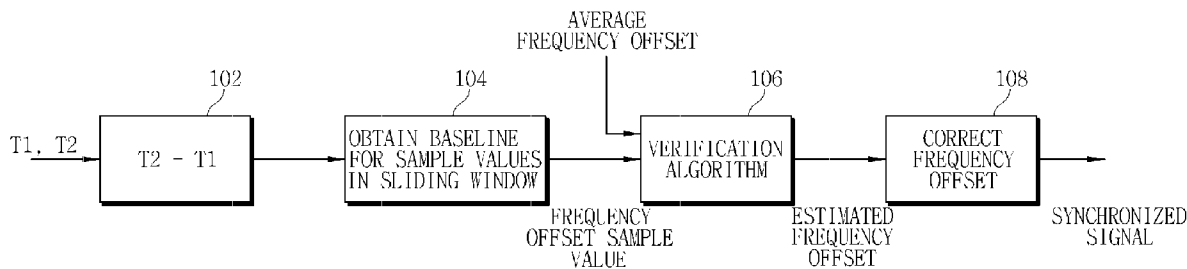 AVERAGE
FREQUENCY OFFSET
102
104
106
108
T1, T2
T2 - T1
OBTAIN BASELINE
FOR SAMPLE VALUES
IN SLIDING WINDOW
VERIFICATION
ALGORITHM
CORRECT
FREQUENCY
OFFSET
FREQUENCY
OFFSET SAMPLE
VALUE
ESTIMATED
FREQUENCY
OFFSET
SYNCHRONIZED
SIGNAL